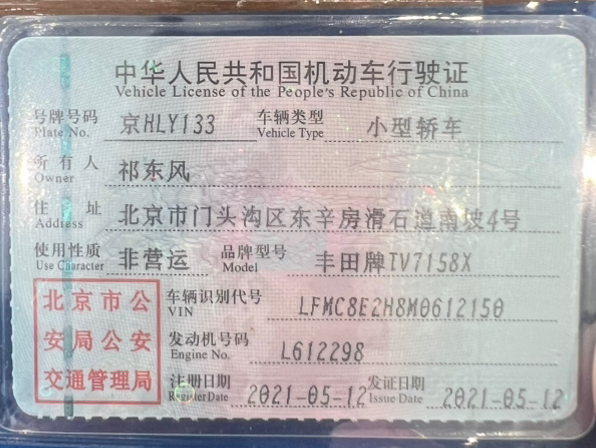 中华人民共和国机动车行驶证
Vehicle License of the People's Republic of China
号牌号码 京HLY133 车辆类型 小型轿车
Plate No. Vehicle Type
所有人 祁东风
Owner
住址 北京市门头沟区东辛房滑石道南坡4号
Address
使用性质 非营运 品牌型号 丰田牌TV7158X
Use Character Model
北京市公安局公安交通管理局
车辆识别代号 LFMC8E2H8M0612150
VIN
发动机号码 L612298
Engine No.
注册日期 2021-05-12 发证日期 2021-05-12
Register Date Issue Date